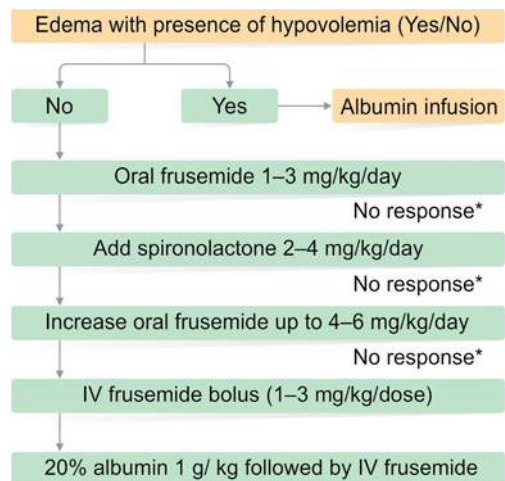 Edema with presence of hypovolemia (Yes/No)
No
Yes
Albumin infusion
Oral frusemide 1–3 mg/kg/day
No response*
Add spironolactone 2–4 mg/kg/day
No response*
Increase oral frusemide up to 4–6 mg/kg/day
No response*
IV frusemide bolus (1–3 mg/kg/dose)
20% albumin 1 g/ kg followed by IV frusemide